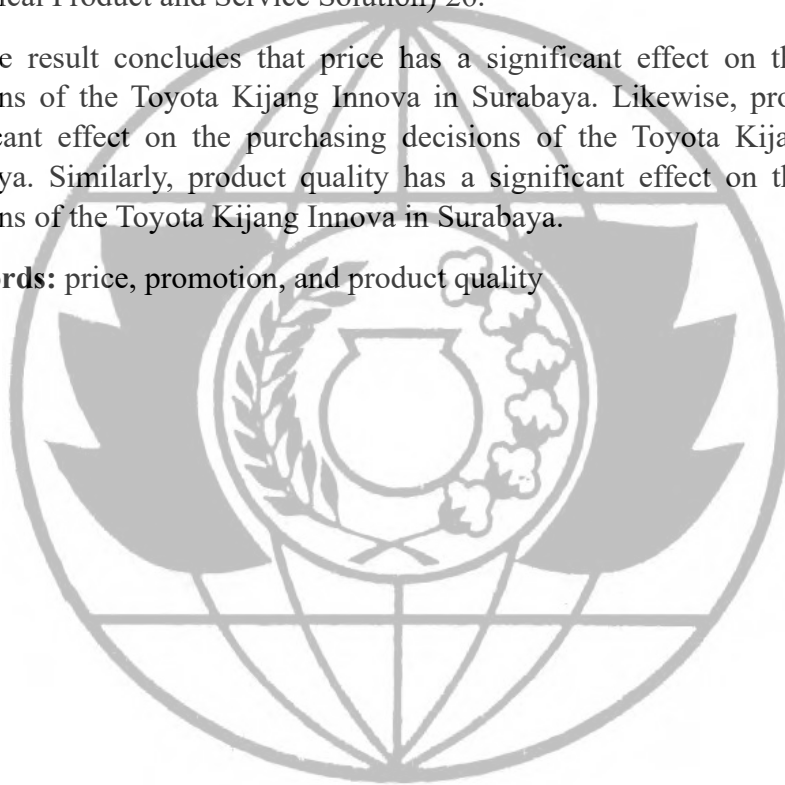 ical Product and Service Solution) 26.
e result concludes that price has a significant effect on th
ns of the Toyota Kijang Innova in Surabaya. Likewise, pro
cant effect on the purchasing decisions of the Toyota Kija
ya. Similarly, product quality has a significant effect on th
ns of the Toyota Kijang Innova in Surabaya.
rds: price, promotion, and product quality